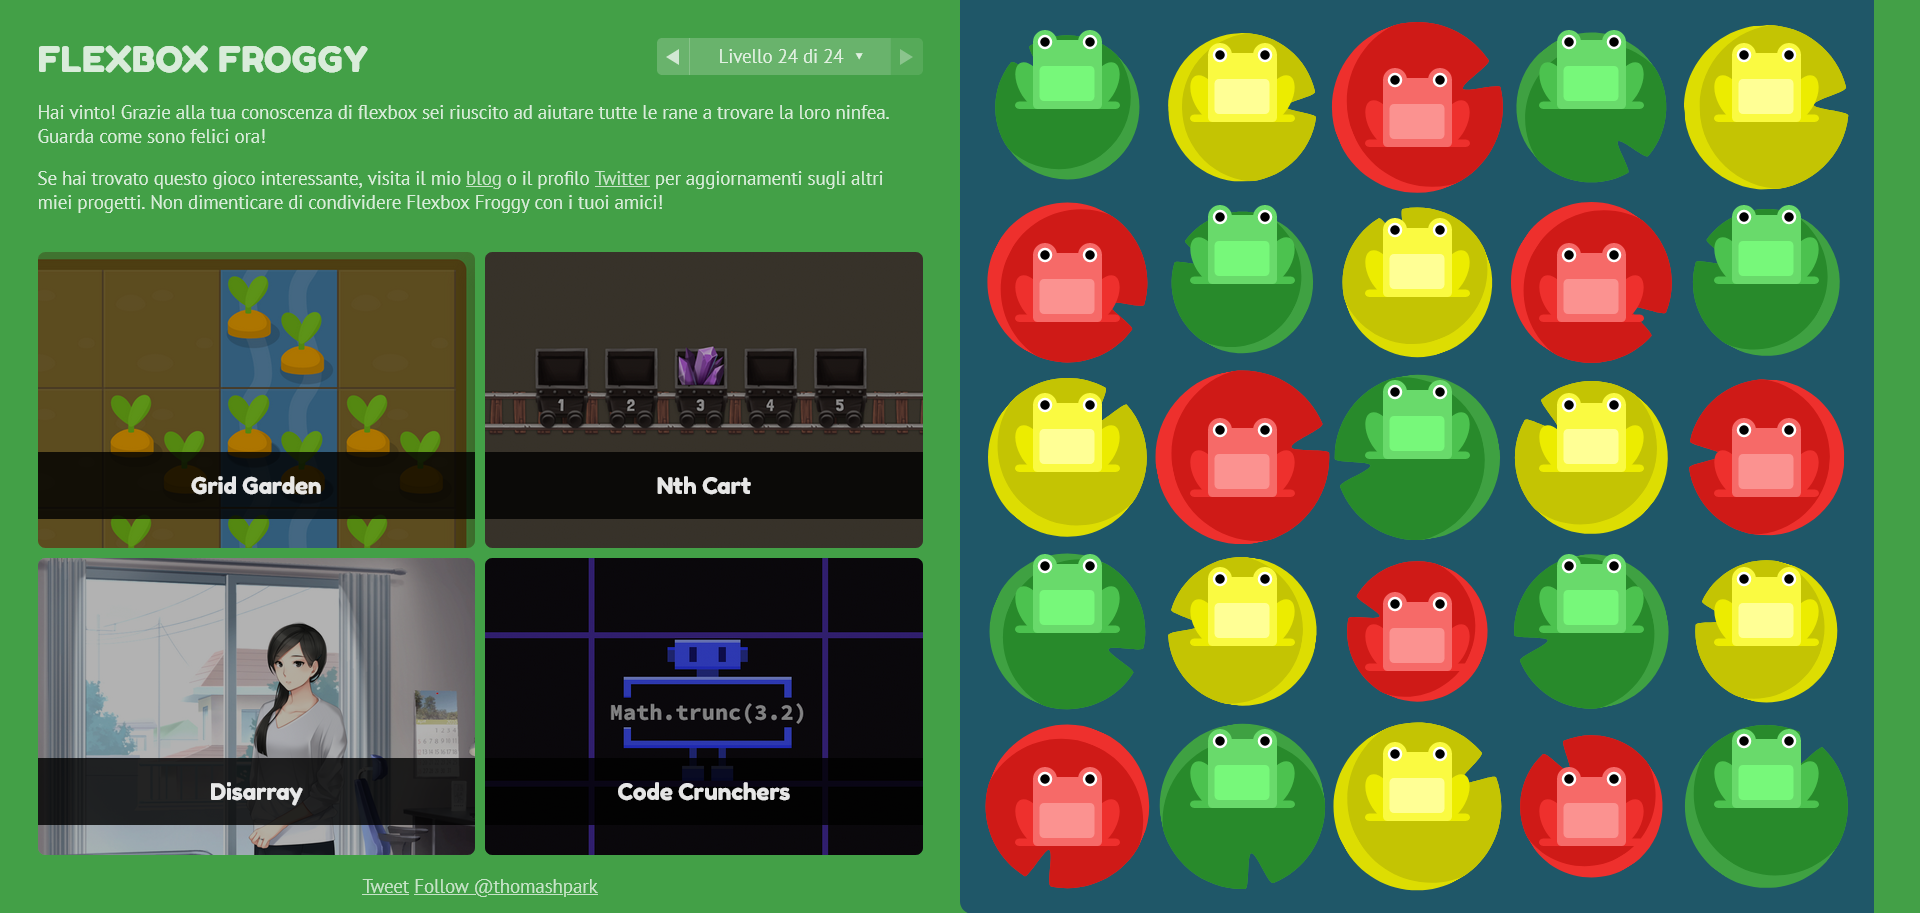 FLEXBOX FROGGY
Livello 24 di 24
Hai vinto! Grazie alla tua conoscenza di flexbox sei riuscito ad aiutare tutte le rane a trovare la loro ninfea.
Guarda come sono felici ora!
Se hai trovato questo gioco interessante, visita il mio blog o il profilo Twitter per aggiornamenti sugli altri
miei progetti. Non dimenticare di condividere Flexbox Froggy con i tuoi amici!
Grid Garden
1 2 3 4 5
Nth Cart
Disarray
Math.trunc(3.2)
Code Crunchers
Tweet Follow @thomashpark